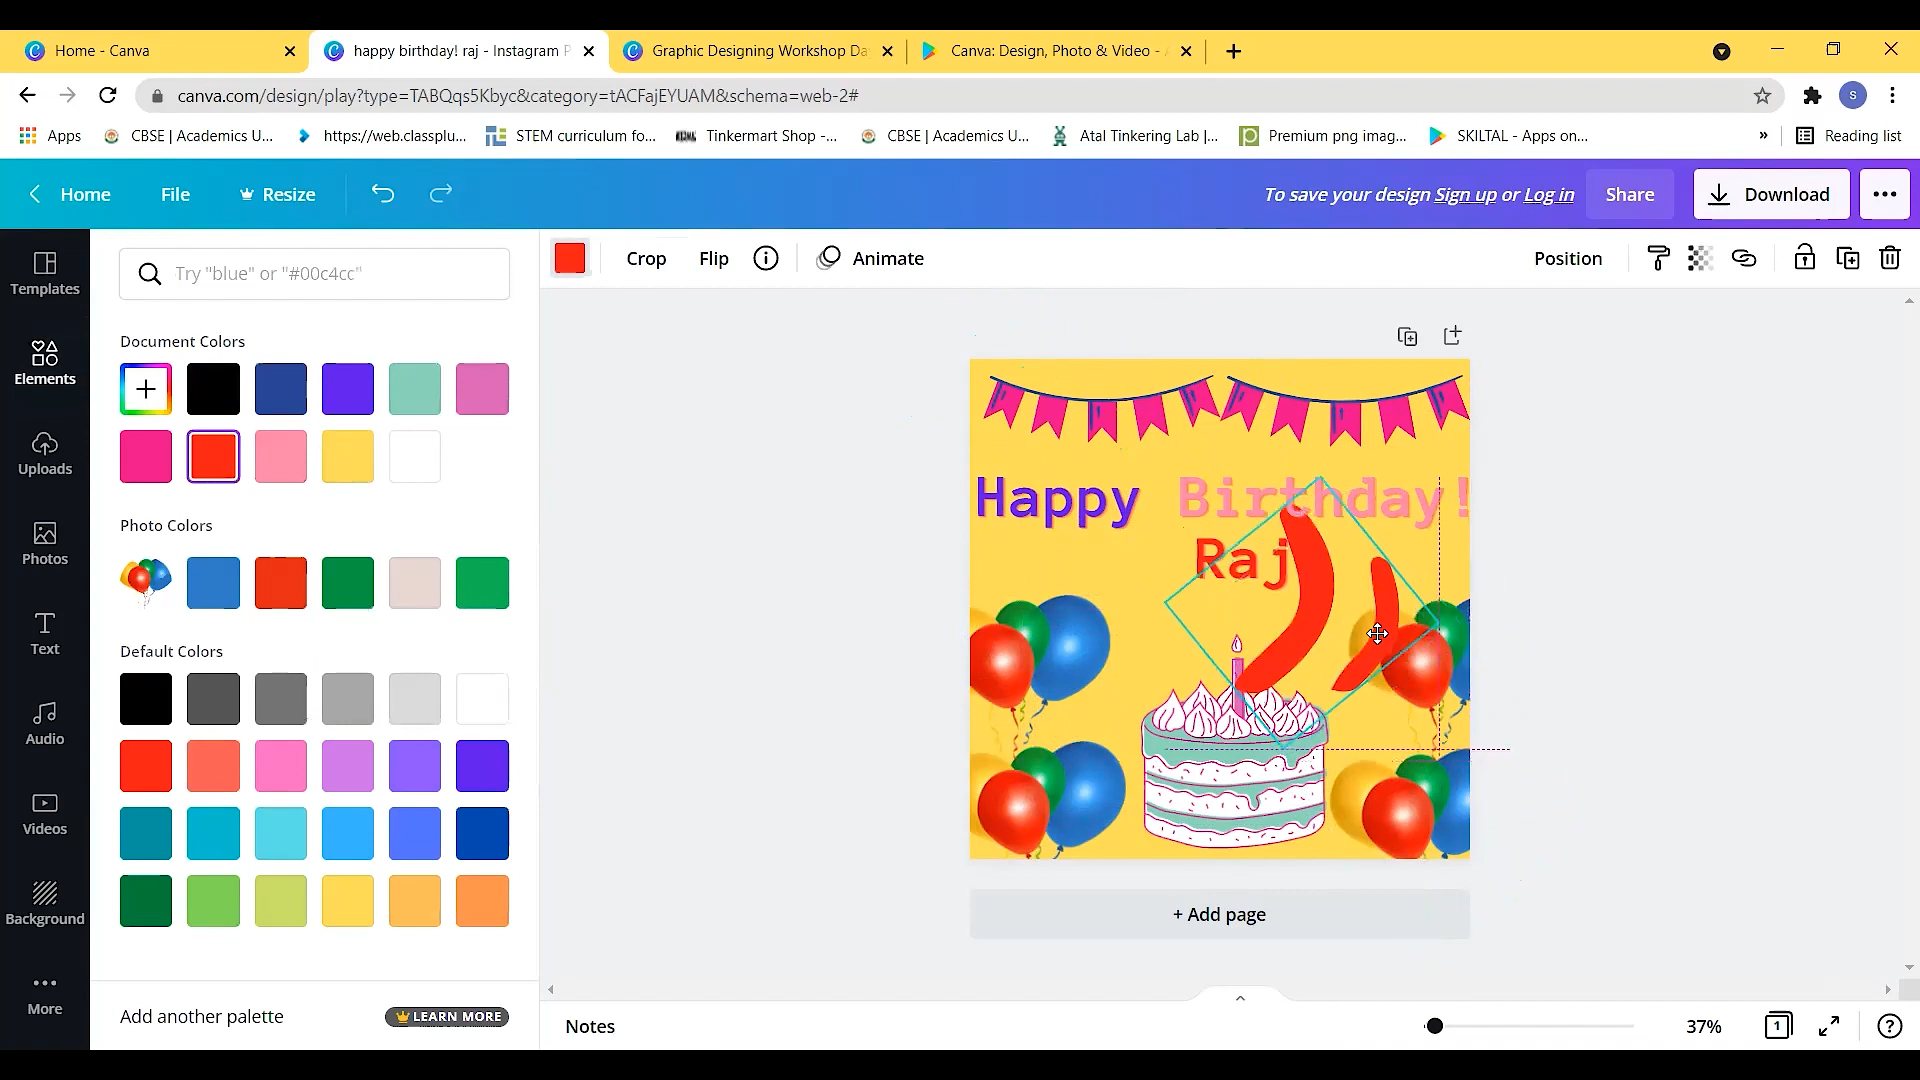 Home - Canva
happy birthday! raj - Instagram P
Graphic Designing Workshop Da
Canva: Design, Photo & Video -
canva.com/design/play?type=TABQqs5Kbyc&category=tACFajEYUAM&schema=web-2#
S
Apps
CBSE | Academics U...
https://web.classplu...
STEM curriculum fo...
Tinkermart Shop -...
CBSE | Academics U...
Atal Tinkering Lab |...
Premium png imag...
SKILTAL - Apps on...
»
Reading list
Home
File
Resize
To save your design Sign up or Log in
Share
Download
Templates
Elements
Uploads
Photos
Text
Audio
Videos
Background
More
Try "blue" or "#00c4cc"
Document Colors
Photo Colors
Default Colors
Add another palette
LEARN MORE
Crop
Flip
Animate
Position
Happy Birthday!
Raj
+ Add page
Notes
37%
1